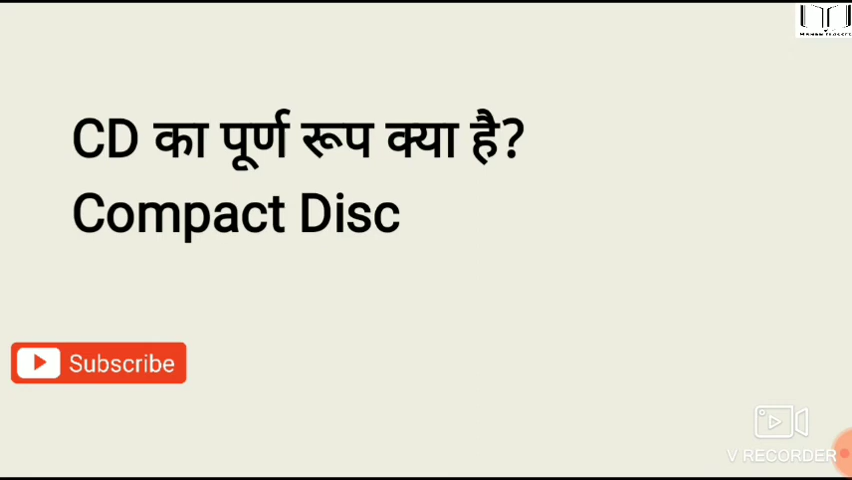 CD का पूर्ण रूप क्या है?
Compact Disc
Subscribe
V RECORDER